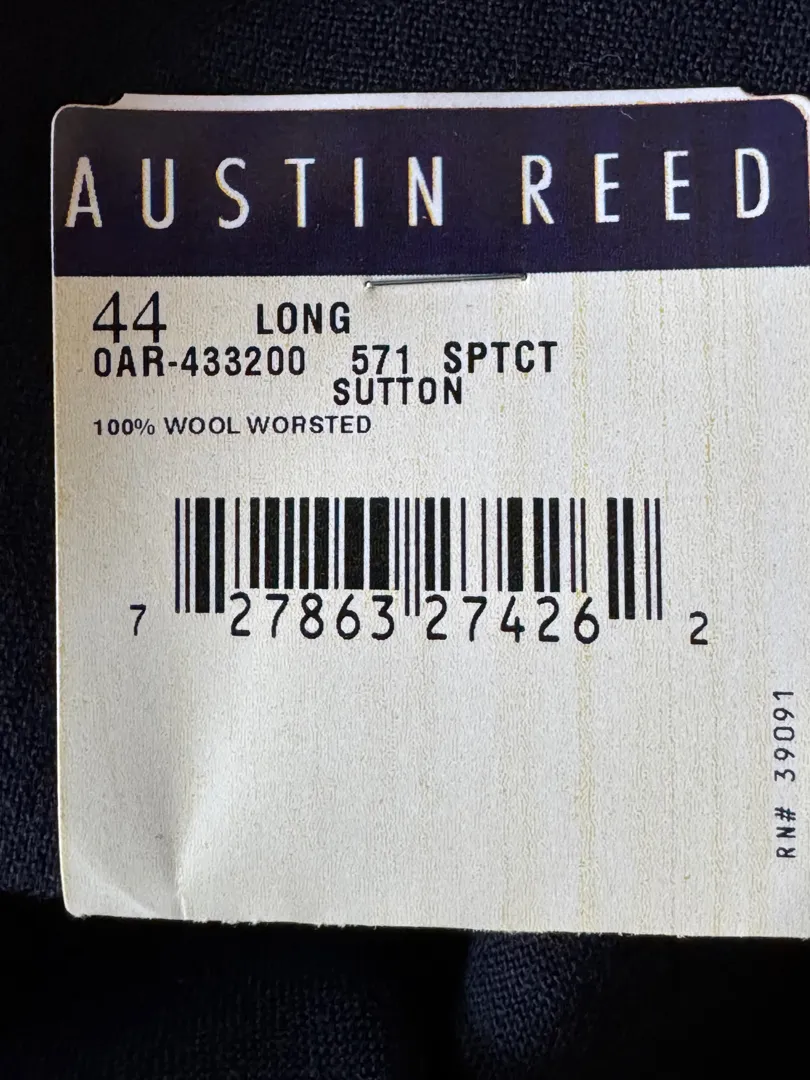 AUSTIN REED
44 LONG
0AR-433200 571 SPTCT
SUTTON
100% WOOL WORSTED
7 27863 27426 2
RN# 39091